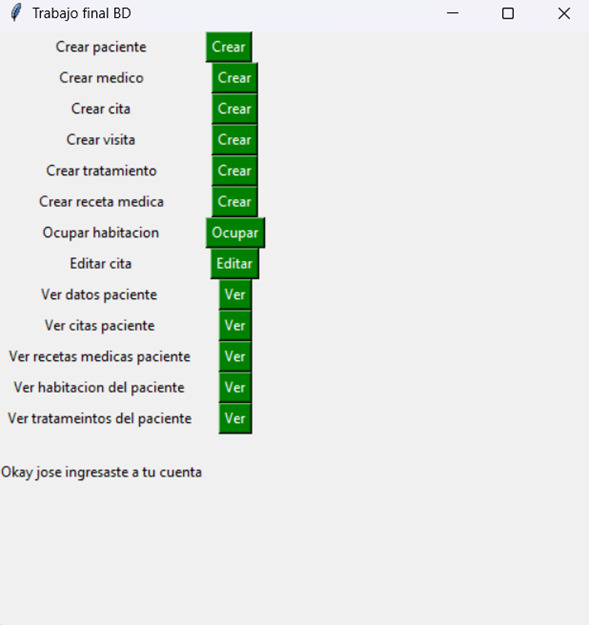 Trabajo final BD
Crear paciente Crear
Crear medico Crear
Crear cita Crear
Crear visita Crear
Crear tratamiento Crear
Crear receta medica Crear
Ocupar habitacion Ocupar
Editar cita Editar
Ver datos paciente Ver
Ver citas paciente Ver
Ver recetas medicas paciente Ver
Ver habitacion del paciente Ver
Ver tratameintos del paciente Ver
Okay jose ingresaste a tu cuenta